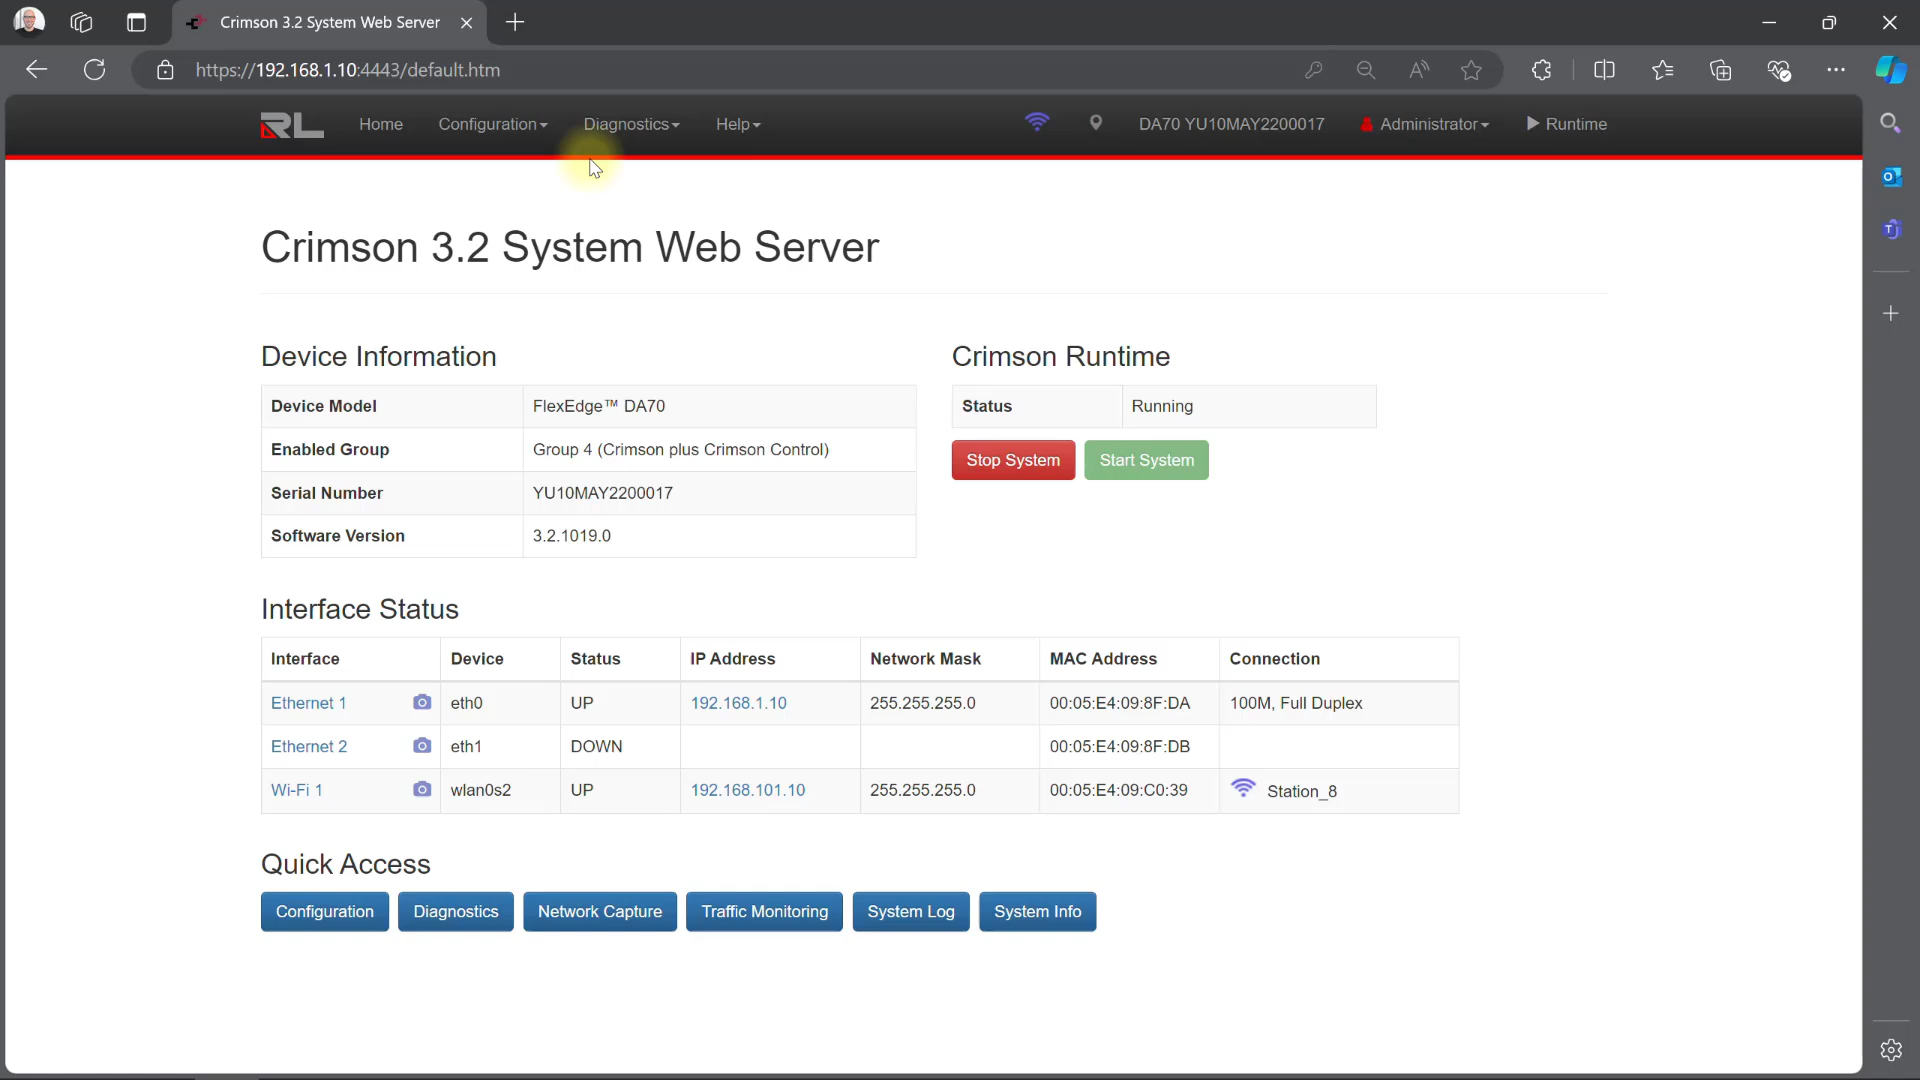 Crimson 3.2 System Web Server
https://192.168.1.10:4443/default.htm
RL Home Configuration Diagnostics Help DA70 YU10MAY2200017 Administrator Runtime
Crimson 3.2 System Web Server
Device Information
Device Model FlexEdge™ DA70
Enabled Group Group 4 (Crimson plus Crimson Control)
Serial Number YU10MAY2200017
Software Version 3.2.1019.0
Crimson Runtime
Status Running
Stop System Start System
Interface Status
Interface Device Status IP Address Network Mask MAC Address Connection
Ethernet 1 eth0 UP 192.168.1.10 255.255.255.0 00:05:E4:09:8F:DA 100M, Full Duplex
Ethernet 2 eth1 DOWN 00:05:E4:09:8F:DB
Wi-Fi 1 wlan0s2 UP 192.168.101.10 255.255.255.0 00:05:E4:09:C0:39 Station_8
Quick Access
Configuration Diagnostics Network Capture Traffic Monitoring System Log System Info